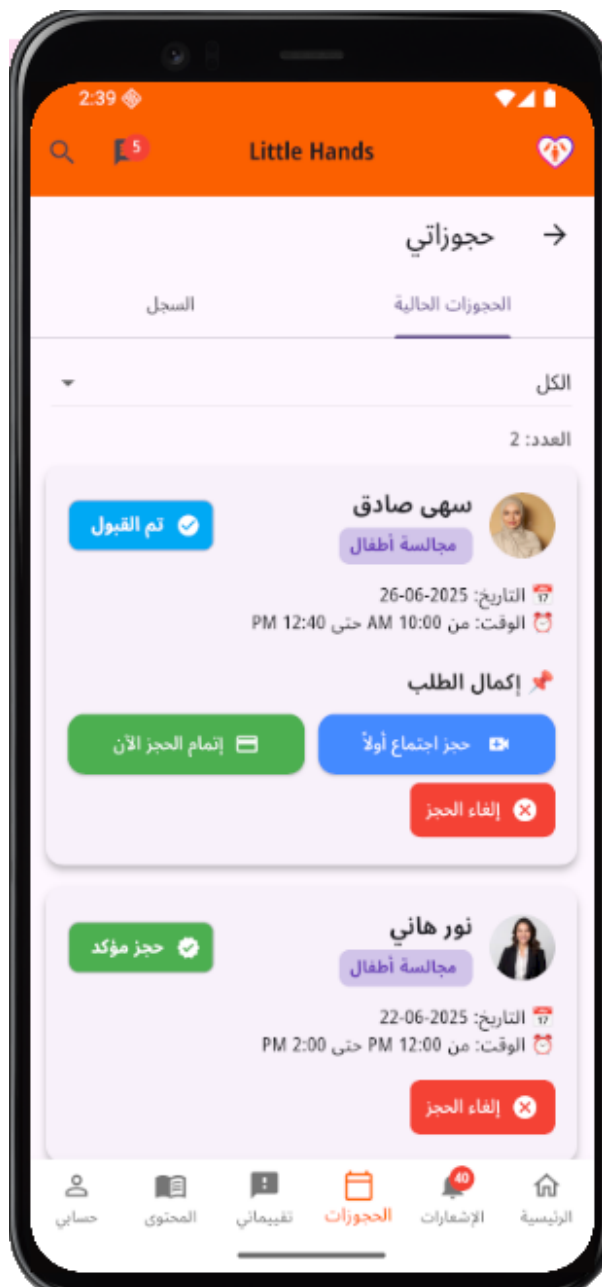 2:39
5
Little Hands
حجوزاتي
الحجوزات الحالية
السجل
الكل
العدد: 2
سهى صادق
تم القبول
مجالسة أطفال
17 التاريخ: 2025-06-26
الوقت: من 10:00 AM حتى 12:40 PM
إكمال الطلب
حجز اجتماع أولاً
إتمام الحجز الآن
إلغاء الحجز
نور هاني
حجز مؤكد
مجالسة أطفال
17 التاريخ: 2025-06-22
الوقت: من 12:00 PM حتى 2:00 PM
إلغاء الحجز
40
الرئيسية
الإشعارات
الحجوزات
تقييماتي
المحتوى
حسابي